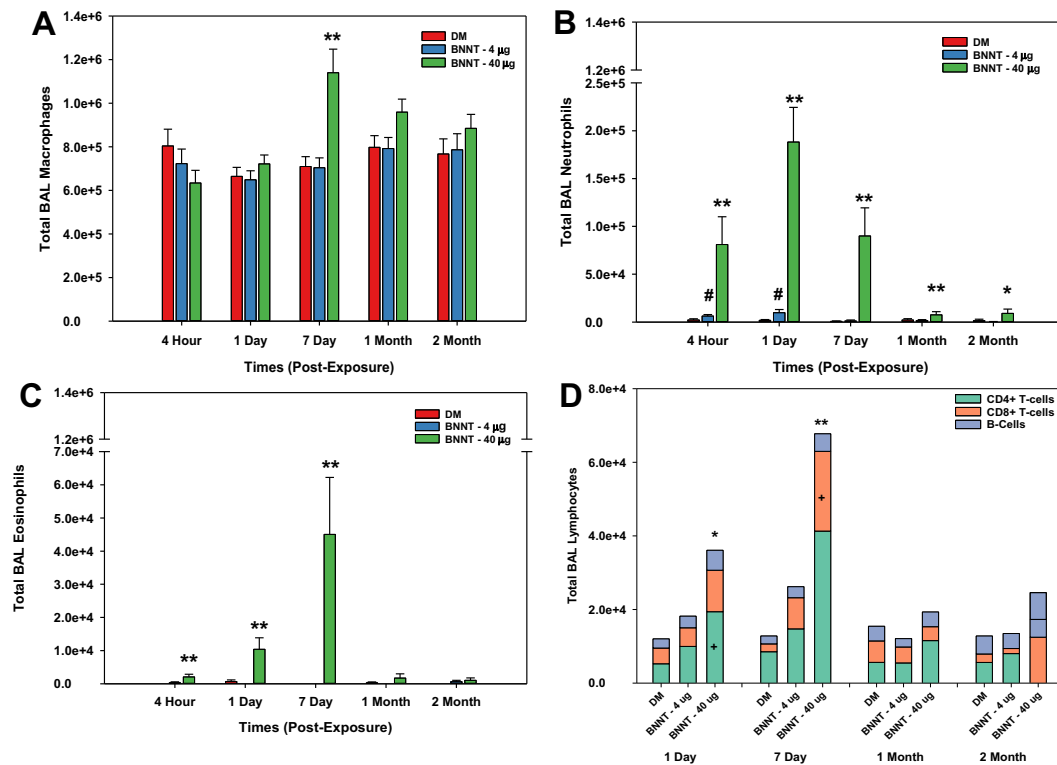 A
Total BAL Macrophages
1.4e+6
1.2e+6
1.0e+6
8.0e+5
6.0e+5
4.0e+5
2.0e+5
0.0
DM
BNNT - 4 µg
BNNT - 40 µg
**
4 Hour 1 Day 7 Day 1 Month 2 Month
Times (Post-Exposure)
B
Total BAL Neutrophils
1.4e+6
1.2e+6
2.5e+5
2.0e+5
1.5e+5
1.0e+5
5.0e+4
0.0
DM
BNNT - 4 µg
BNNT - 40 µg
# ** # ** ** ** *
4 Hour 1 Day 7 Day 1 Month 2 Month
Times (Post-Exposure)
C
Total BAL Eosinophils
1.4e+6
1.2e+6
7.0e+4
6.0e+4
5.0e+4
4.0e+4
3.0e+4
2.0e+4
1.0e+4
0.0
DM
BNNT - 4 µg
BNNT - 40 µg
** ** **
4 Hour 1 Day 7 Day 1 Month 2 Month
Times (Post-Exposure)
D
Total BAL Lymphocytes
8.0e+4
6.0e+4
4.0e+4
2.0e+4
0.0
CD4+ T-cells
CD8+ T-cells
B-Cells
* + ** +
DM BNNT - 4 ug BNNT - 40 ug DM BNNT - 4 ug BNNT - 40 ug DM BNNT - 4 ug BNNT - 40 ug DM BNNT - 4 ug BNNT - 40 ug
1 Day 7 Day 1 Month 2 Month